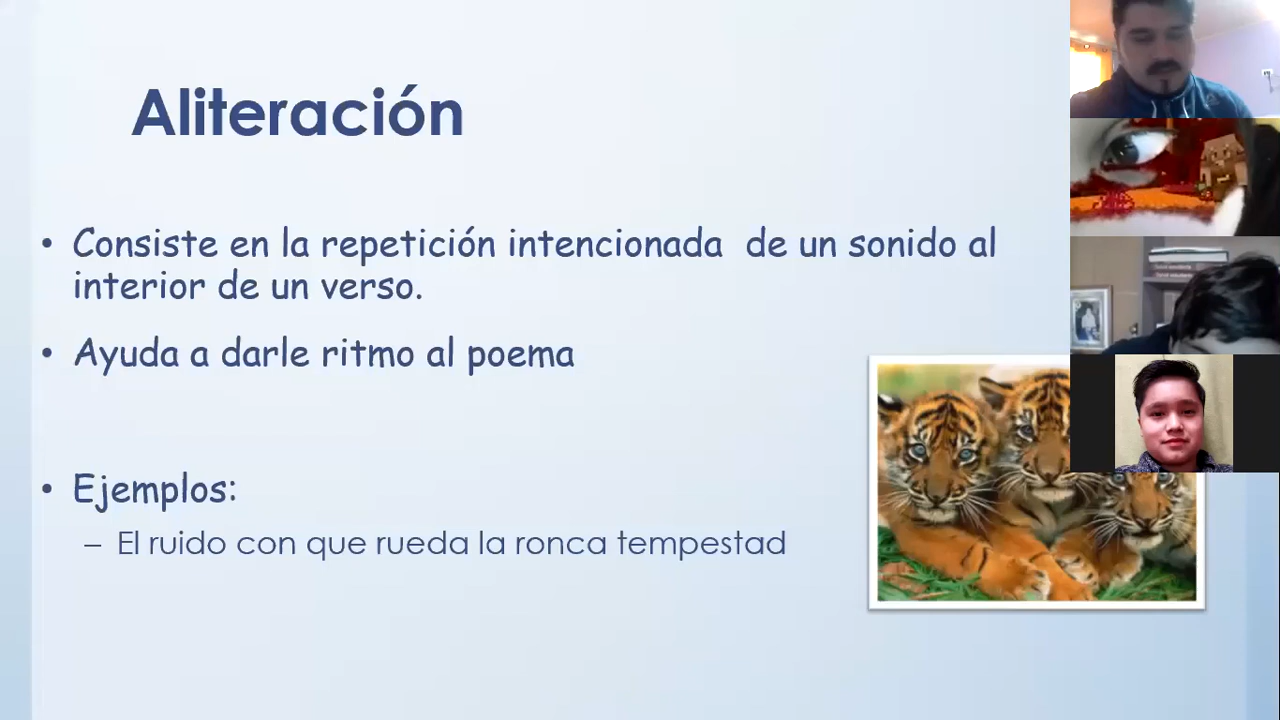 Aliteración
• Consiste en la repetición intencionada  de un sonido al
interior de un verso.
• Ayuda a darle ritmo al poema
• Ejemplos:
– El ruido con que rueda la ronca tempestad